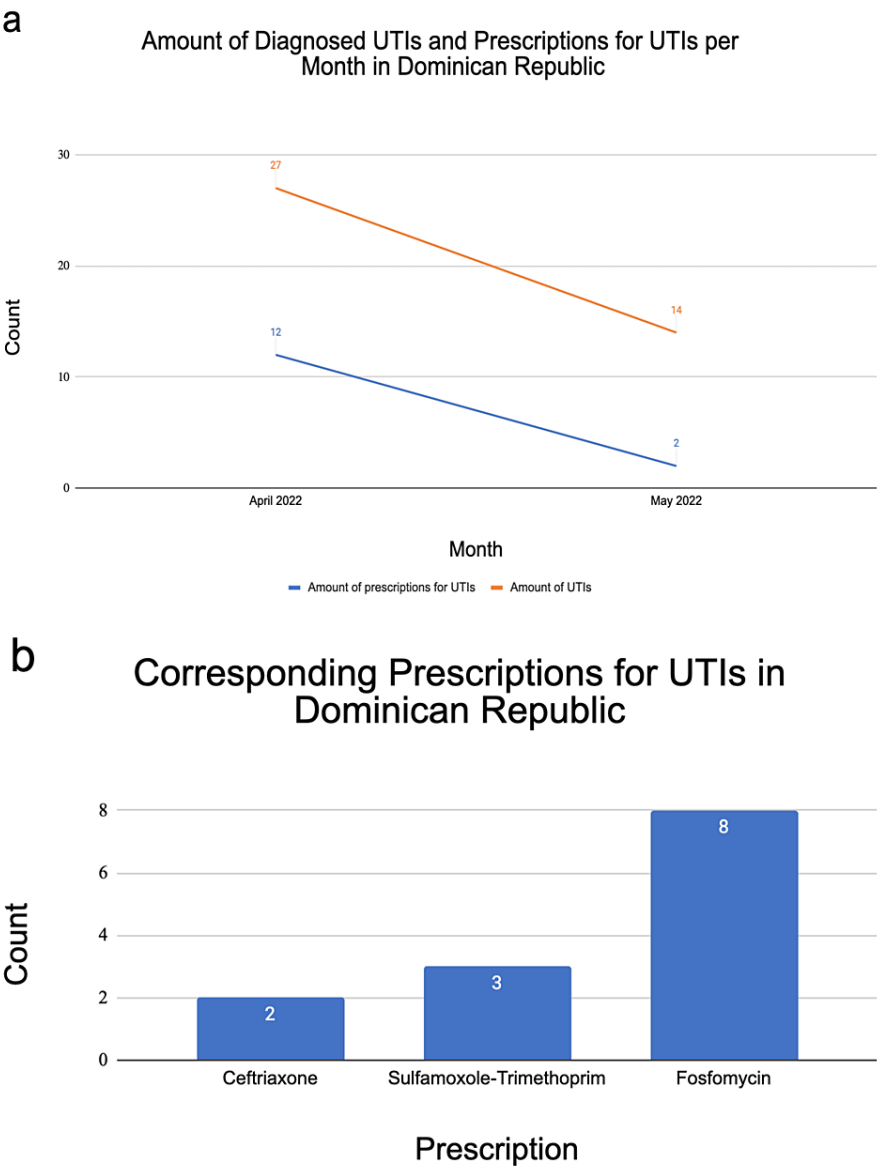 a
Amount of Diagnosed UTIs and Prescriptions for UTIs per
Month in Dominican Republic
30
27
20
14
12
10
2
0
Count
April 2022
May 2022
Month
Amount of prescriptions for UTIs
Amount of UTIs
b
Corresponding Prescriptions for UTIs in
Dominican Republic
8
6
4
2
0
Count
2
3
8
Ceftriaxone
Sulfamoxole-Trimethoprim
Fosfomycin
Prescription